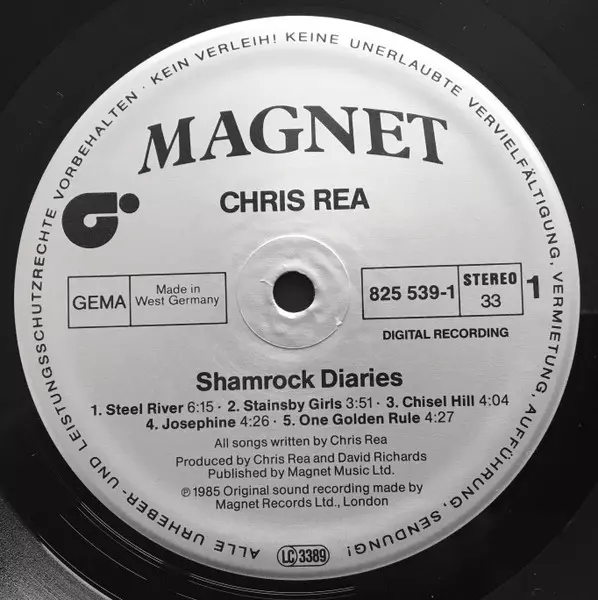 ALLE URHEBER- UND LEISTUNGSSCHUTZRECHTE VORBEHALTEN · KEIN VERLEIH! KEINE UNERLAUBTE VERVIELFÄLTIGUNG, VERMIETUNG, AUFFÜHRUNG, SENDUNG!
MAGNET
CHRIS REA
GEMA
Made in
West Germany
825 539-1
STEREO
33
1
DIGITAL RECORDING
Shamrock Diaries
1. Steel River 6:15 · 2. Stainsby Girls 3:51 · 3. Chisel Hill 4:04
4. Josephine 4:26 · 5. One Golden Rule 4:27
All songs written by Chris Rea
Produced by Chris Rea and David Richards
Published by Magnet Music Ltd.
℗ 1985 Original sound recording made by
Magnet Records Ltd., London
LC 3389